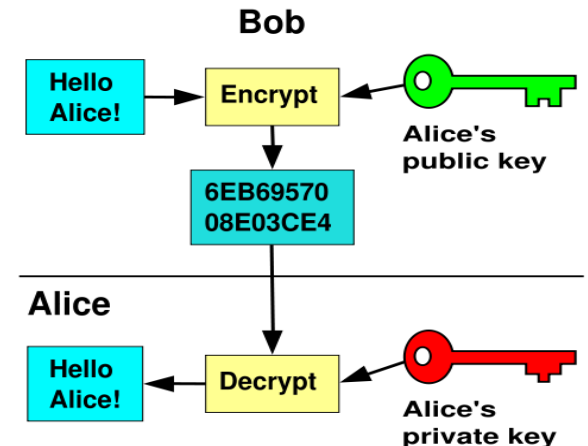 Bob
Hello
Alice!
Encrypt
Alice's
public key
6EB69570
08E03CE4
Alice
Hello
Alice!
Decrypt
Alice's
private key